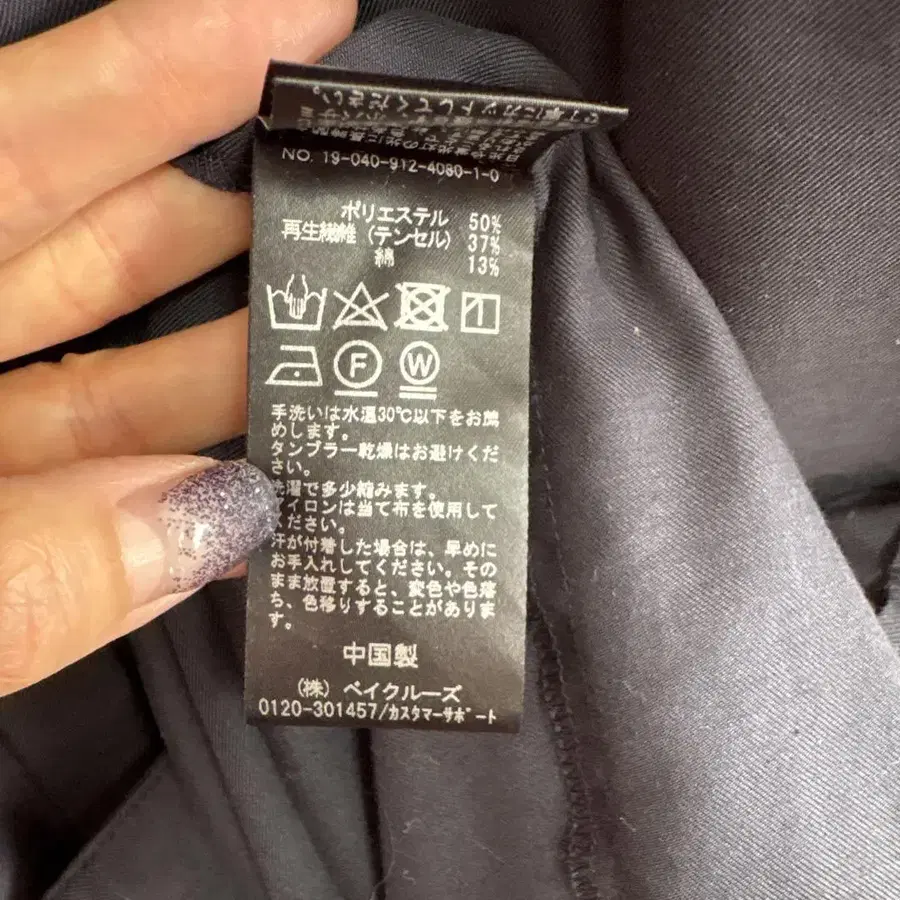 NO. 19-040-912-4080-1-0
ポリエステル 50%
再生繊維 (テンセル) 37%
綿 13%
F W
手洗いは水温30℃以下をお薦
めします。
タンブラー乾燥はお避けくだ
さい。
洗濯で多少縮みます。
アイロンは当て布を使用して
ください。
汗が付着した場合は、早めに
お手入れしてください。その
まま放置すると、変色や色落
ち、色移りすることがありま
す。
中国製
(株) ベイクルーズ
0120-301457/カスタマーサポート